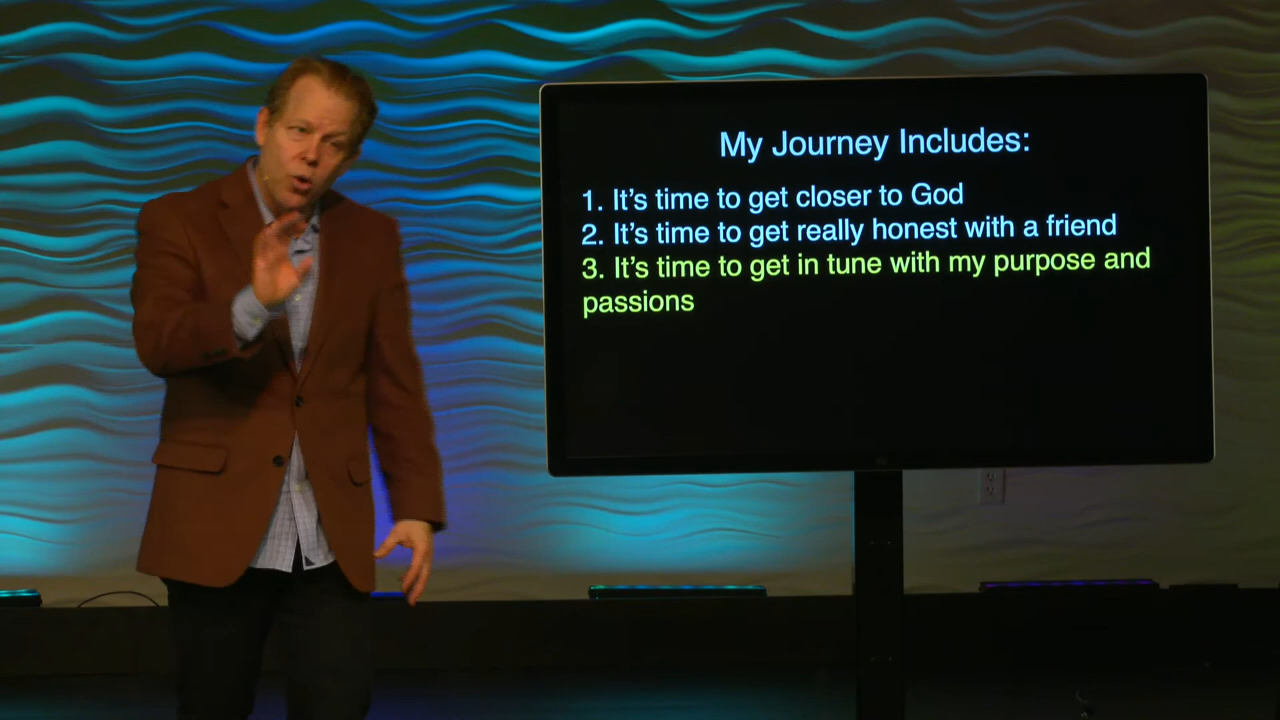 My Journey Includes:
1. It's time to get closer to God
2. It's time to get really honest with a friend
3. It's time to get in tune with my purpose and
passions